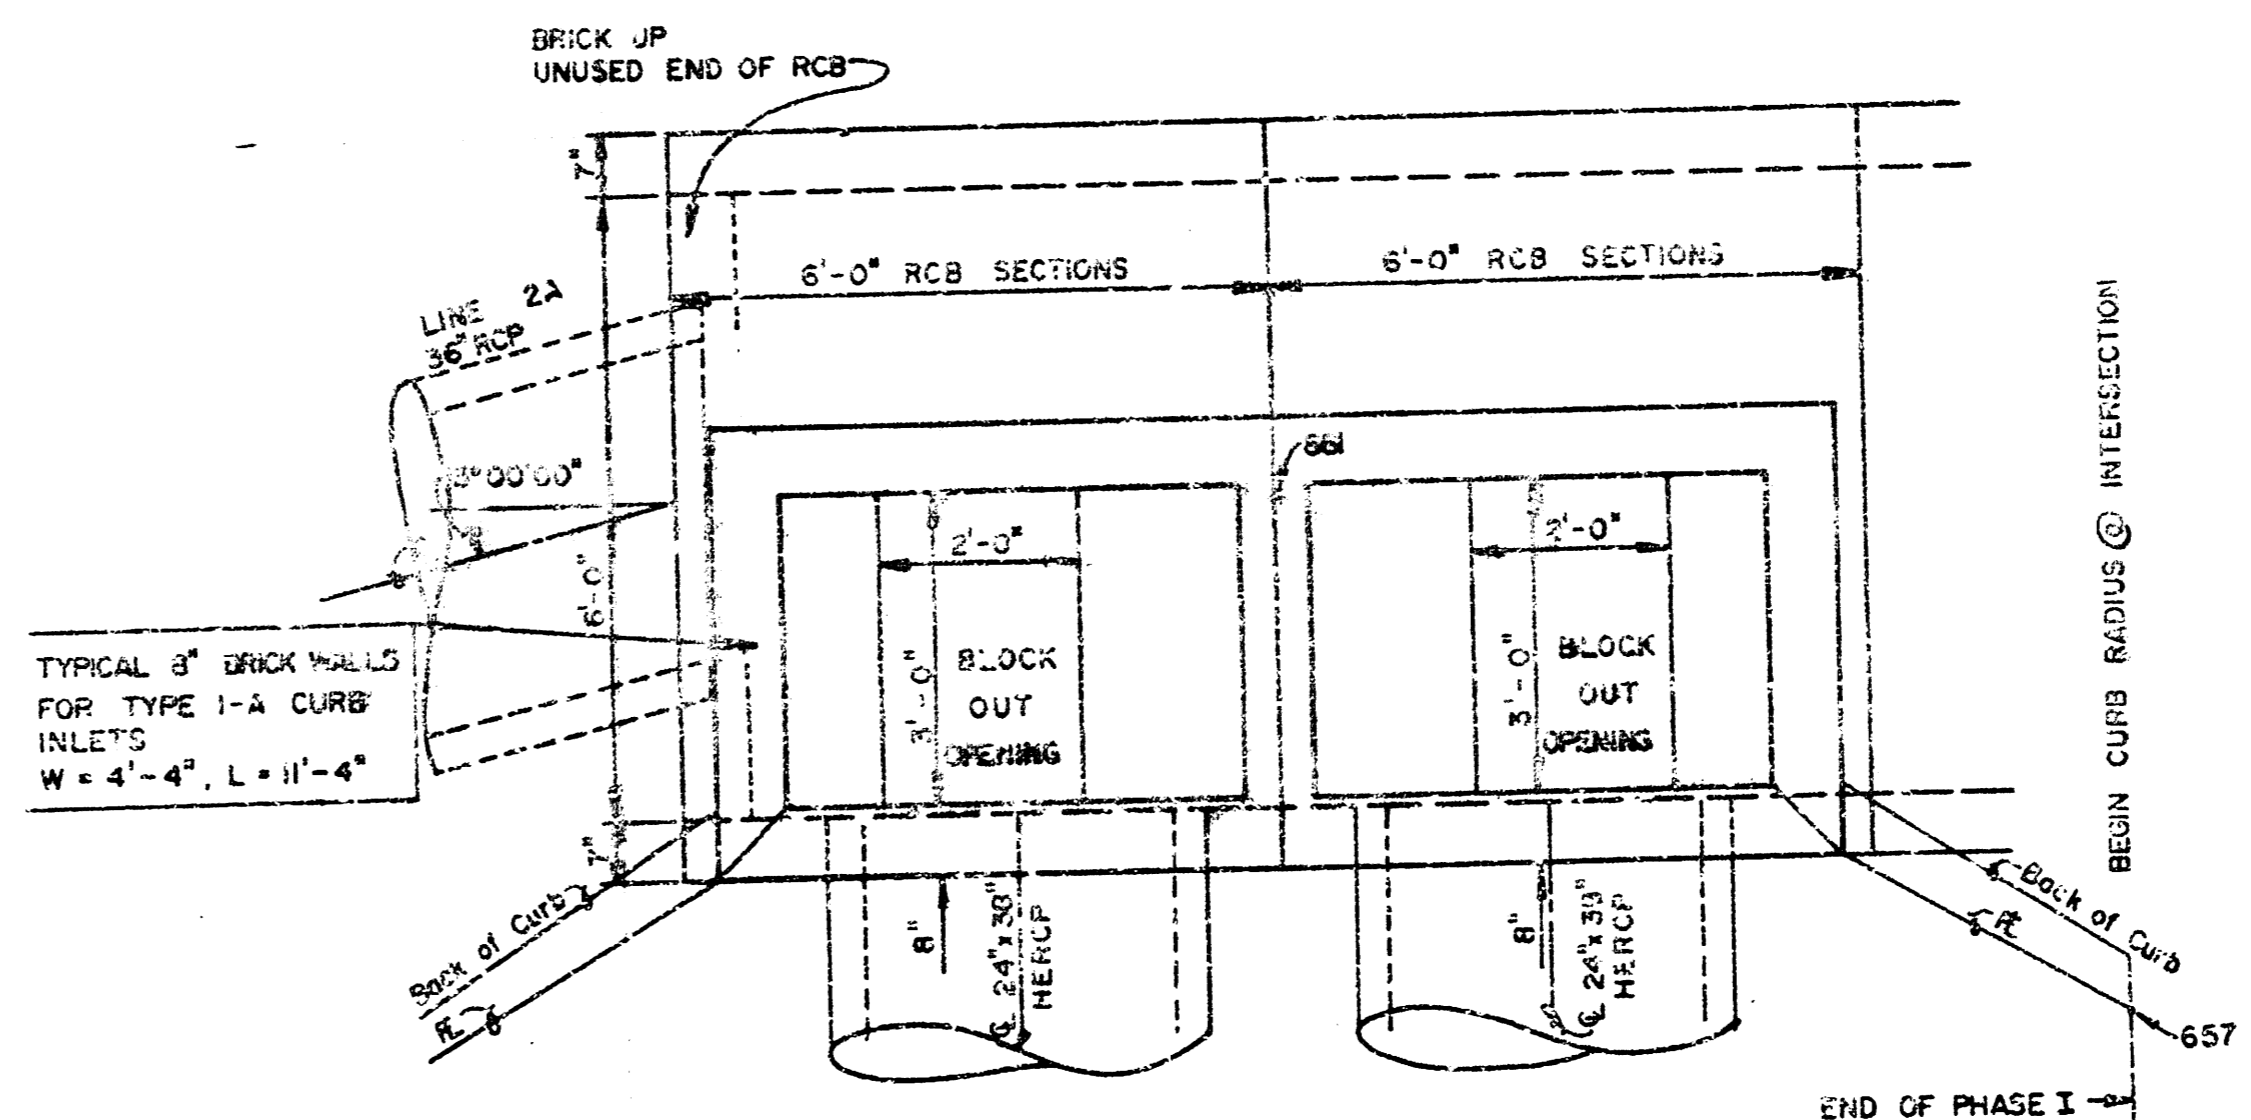 BRICK UP
UNUSED END OF RCB
7"
6'-0" RCB SECTIONS
6'-0" RCB SECTIONS
LINE 2A
36" RCP
661
6'-0"
2'-0"
2'-0"
3'-0"
BLOCK
OUT
OPENING
3'-0"
BLOCK
OUT
OPENING
TYPICAL 8" BRICK WALLS
FOR TYPE I-A CURB
INLETS
W = 4'-4", L = 11'-4"
BEGIN CURB RADIUS @ INTERSECTION
7"
Back of Curb
PL
8"
℄ 24" x 38"
HERCP
8"
℄ 24" x 38"
HERCP
Back of Curb
PL
657
END OF PHASE I